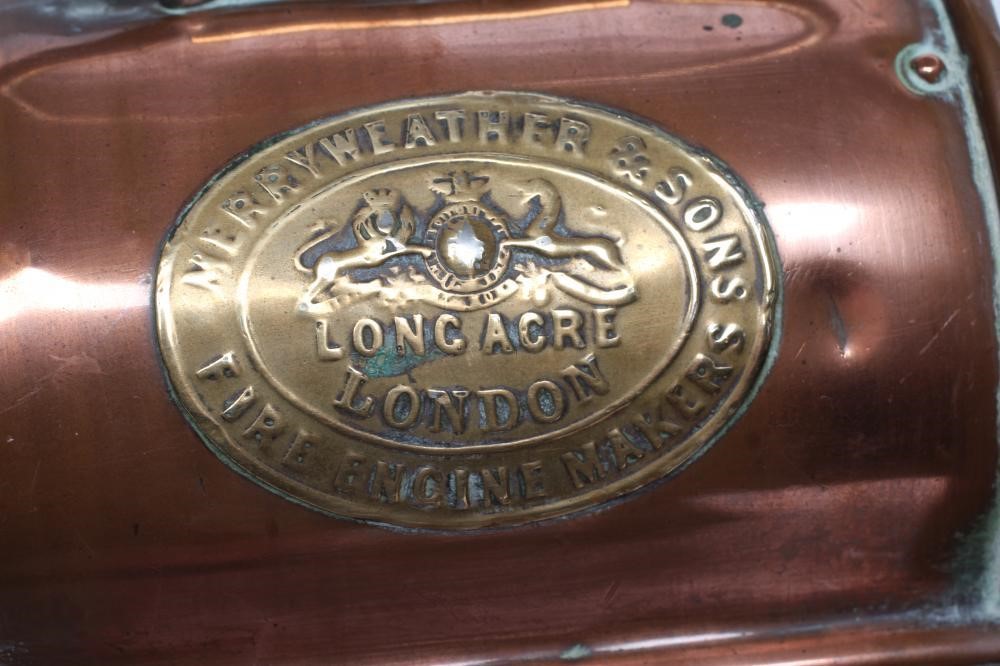 MERRYWEATHER & SONS
LONG ACRE
LONDON
FIRE ENGINE MAKERS